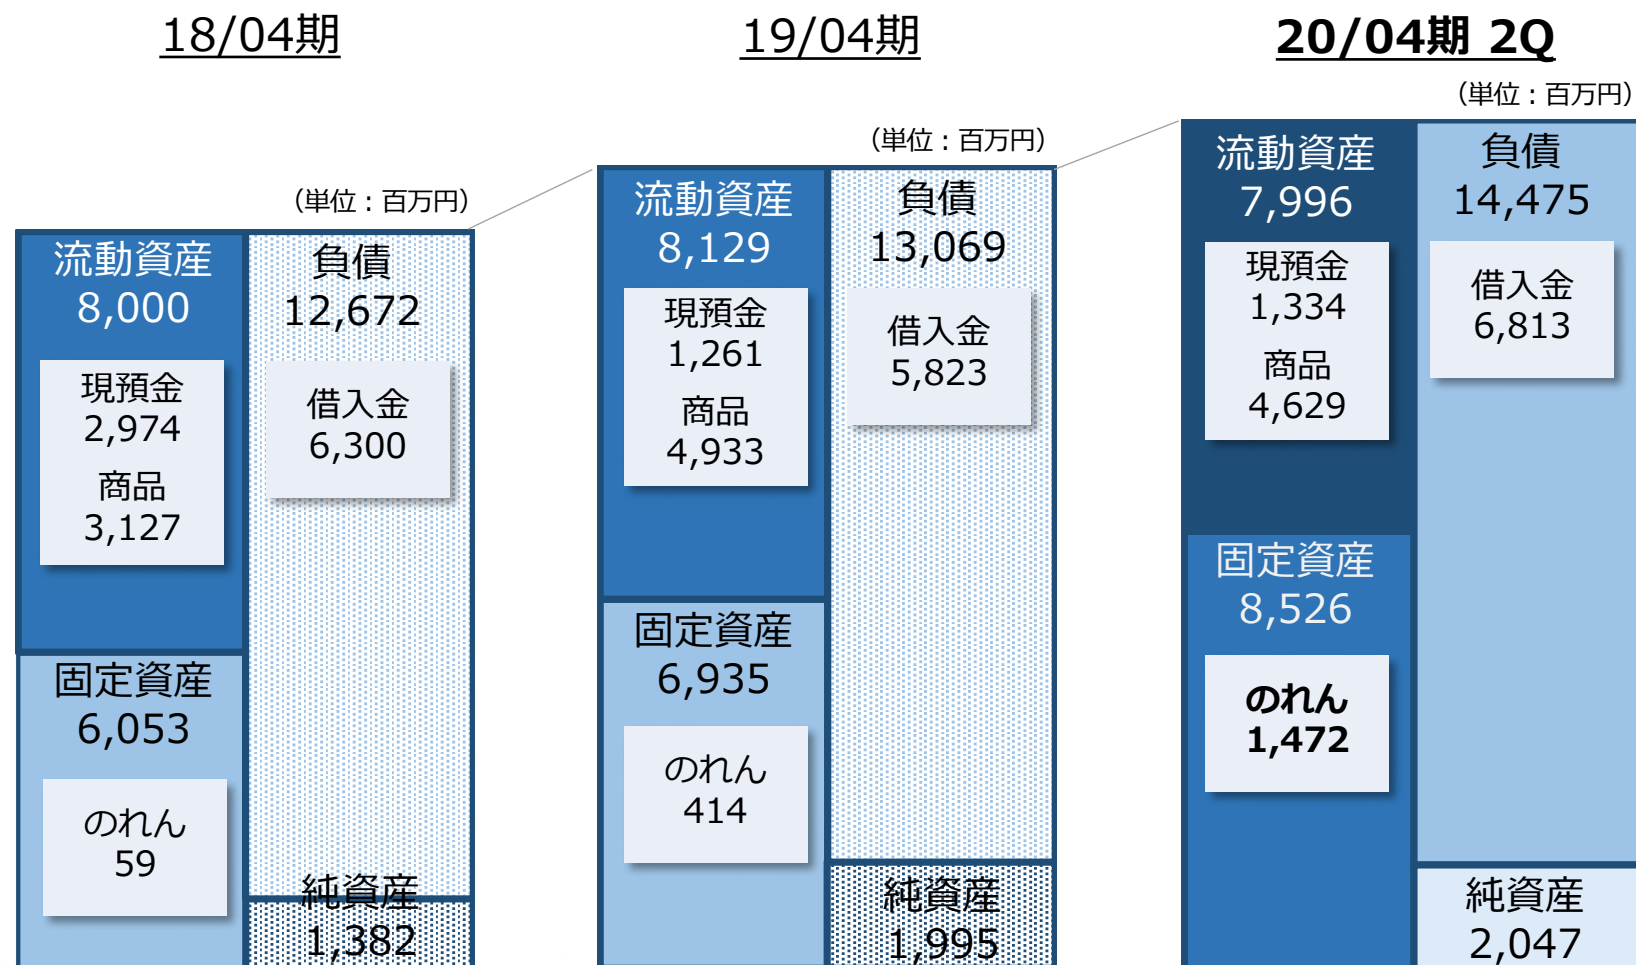 18/04期
(単位：百万円)
流動資産
8,000
現預金
2,974
商品
3,127
負債
12,672
借入金
6,300
固定資産
6,053
のれん
59
純資産
1,382
19/04期
(単位：百万円)
流動資産
8,129
現預金
1,261
商品
4,933
負債
13,069
借入金
5,823
固定資産
6,935
のれん
414
純資産
1,995
20/04期 2Q
(単位：百万円)
流動資産
7,996
現預金
1,334
商品
4,629
負債
14,475
借入金
6,813
固定資産
8,526
のれん
1,472
純資産
2,047